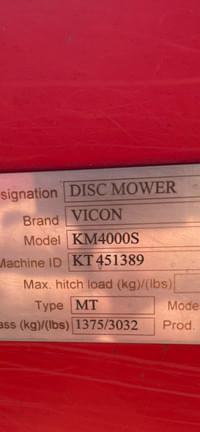 signation DISC MOWER
Brand VICON
Model KM4000S
Machine ID KT 451389
Max. hitch load (kg)/(lbs)
Type MT Mode
ass (kg)/(lbs) 1375/3032 Prod.